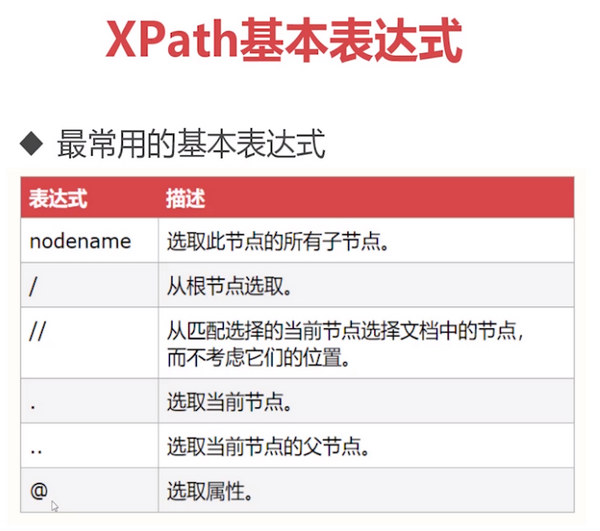 XPath基本表达式
◆ 最常用的基本表达式
表达式 描述
nodename 选取此节点的所有子节点。
/ 从根节点选取。
// 从匹配选择的当前节点选择文档中的节点，
而不考虑它们的位置。
. 选取当前节点。
.. 选取当前节点的父节点。
@ 选取属性。